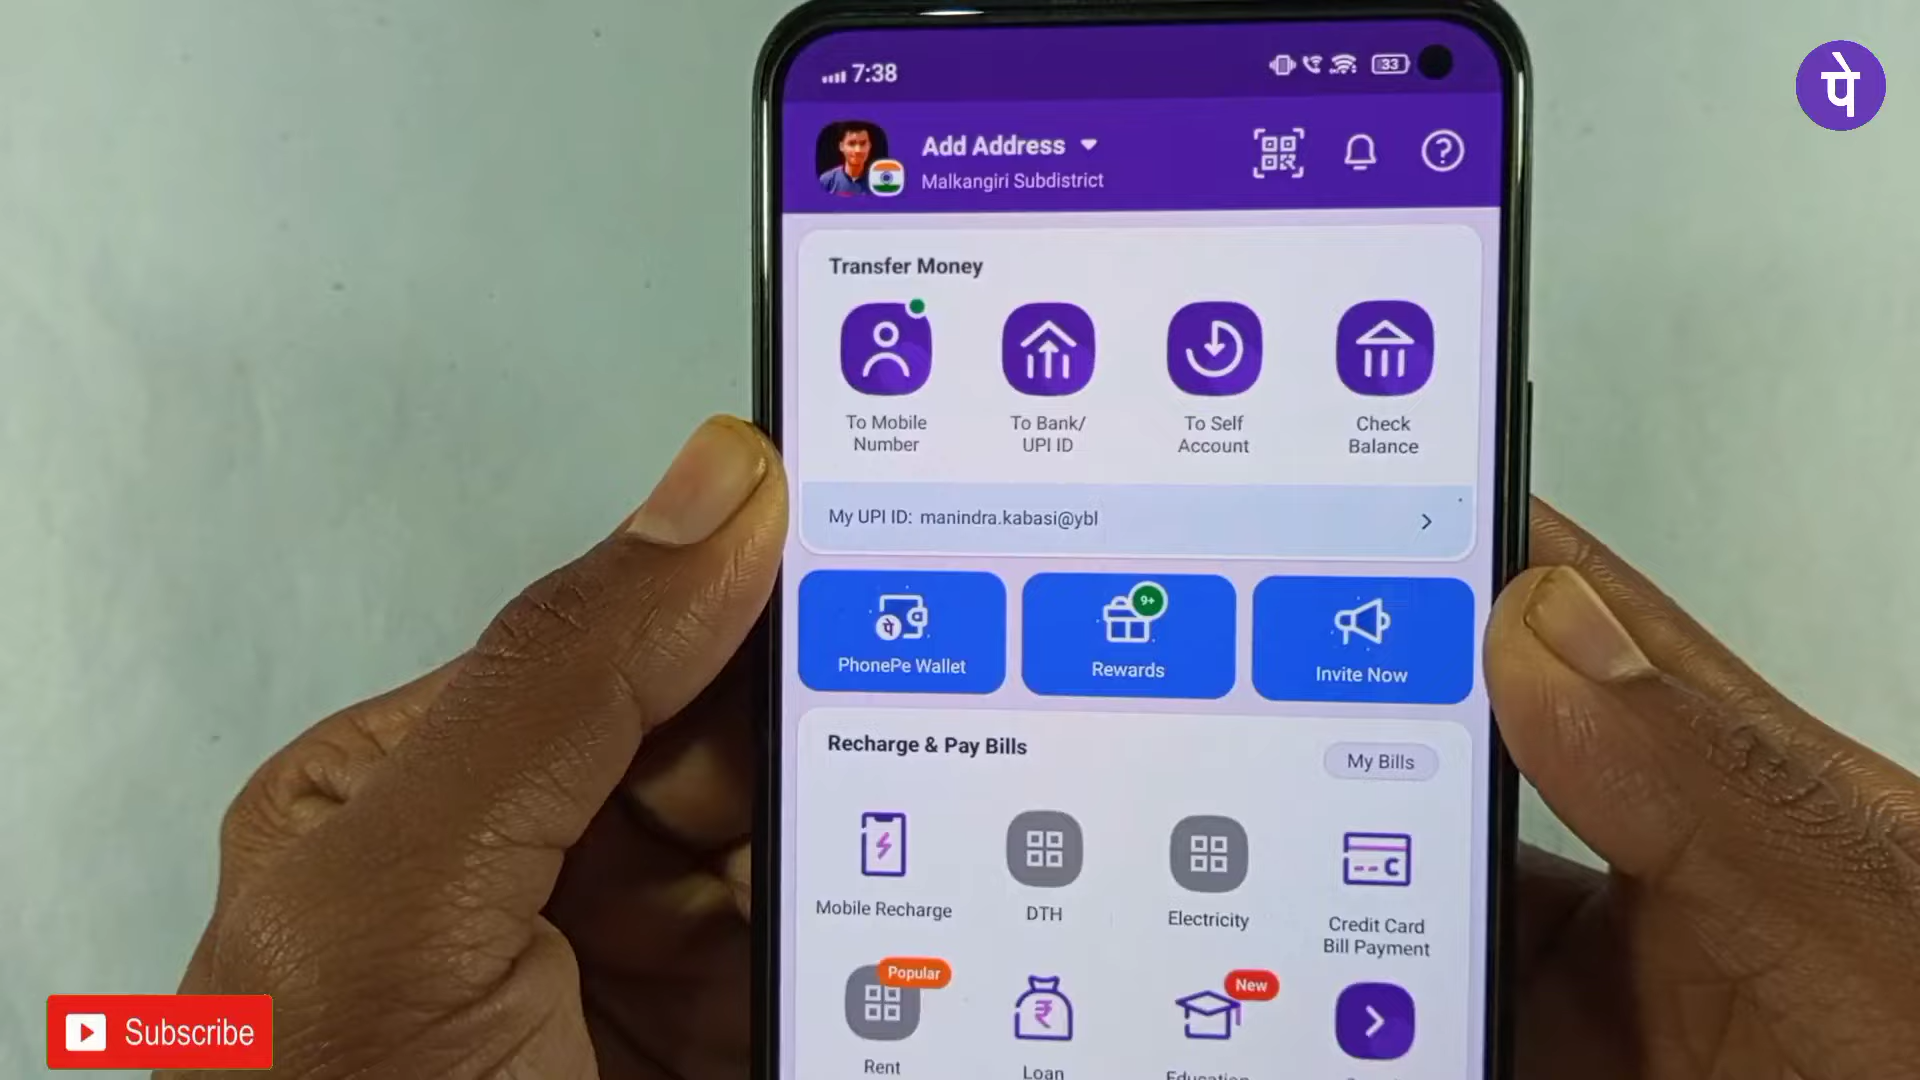 7:38
33
पे
Add Address
Malkangiri Subdistrict
Transfer Money
To Mobile
Number
To Bank/
UPI ID
To Self
Account
Check
Balance
My UPI ID: manindra.kabasi@ybl
पे
9+
PhonePe Wallet
Rewards
Invite Now
Recharge & Pay Bills
My Bills
Mobile Recharge
DTH
Electricity
Credit Card
Bill Payment
Popular
New
₹
Rent
Loan
Education
Subscribe